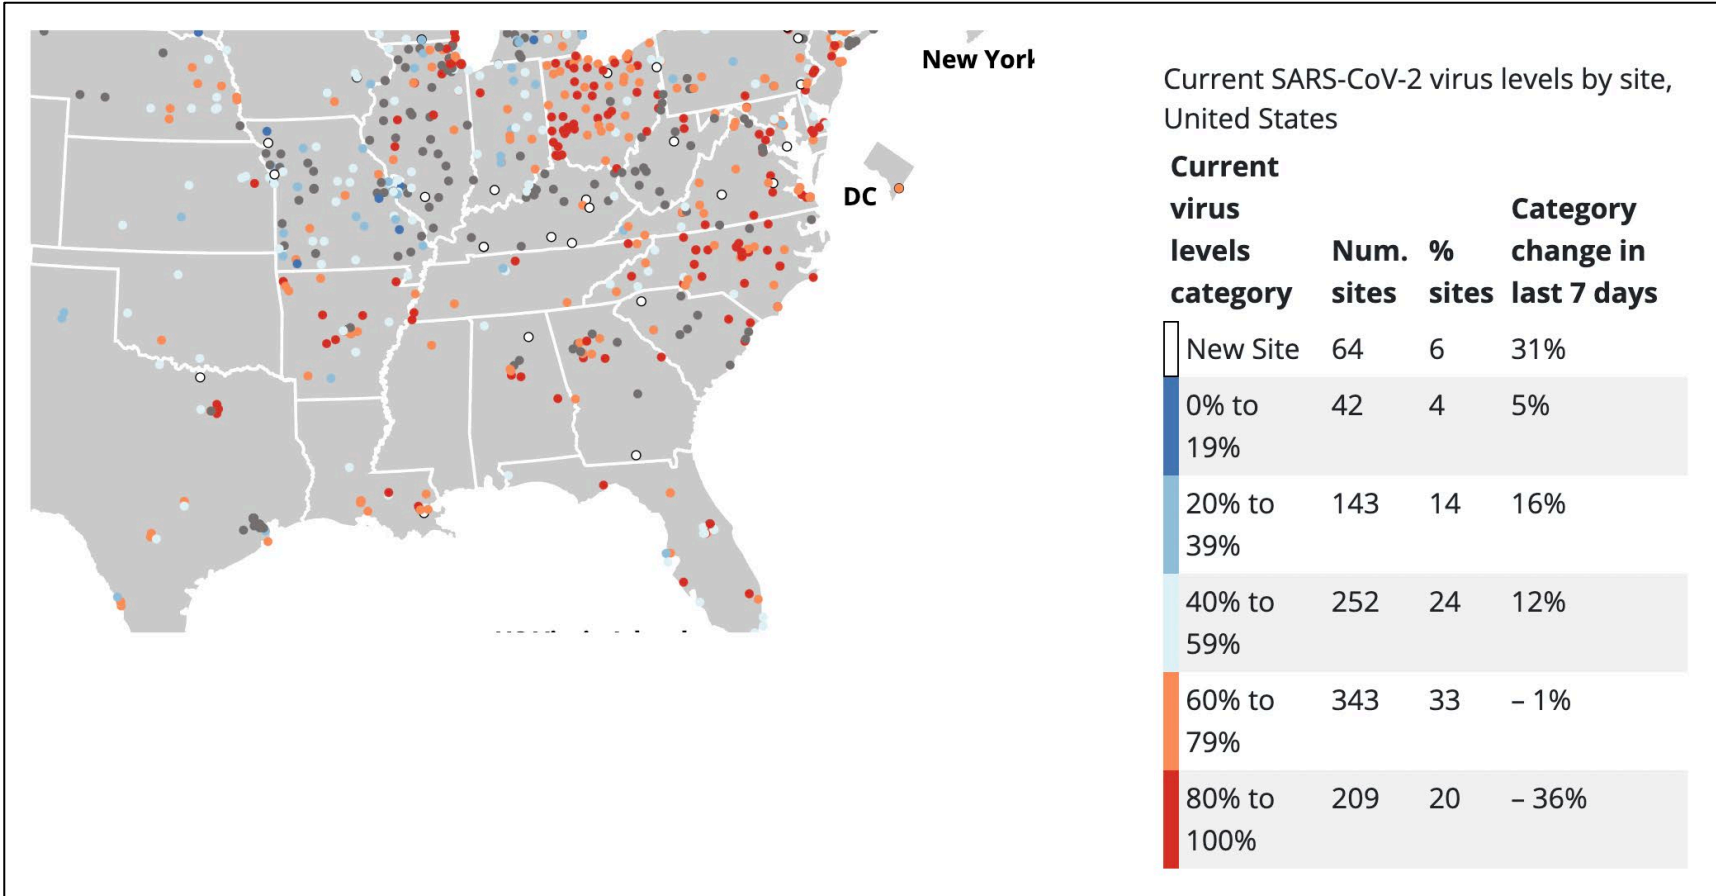 New York
DC
Current SARS-CoV-2 virus levels by site,
United States
Current
virus
levels
category
Num.
sites
%
sites
Category
change in
last 7 days
New Site 64 6 31%
0% to
19%
42 4 5%
20% to
39%
143 14 16%
40% to
59%
252 24 12%
60% to
79%
343 33 – 1%
80% to
100%
209 20 – 36%